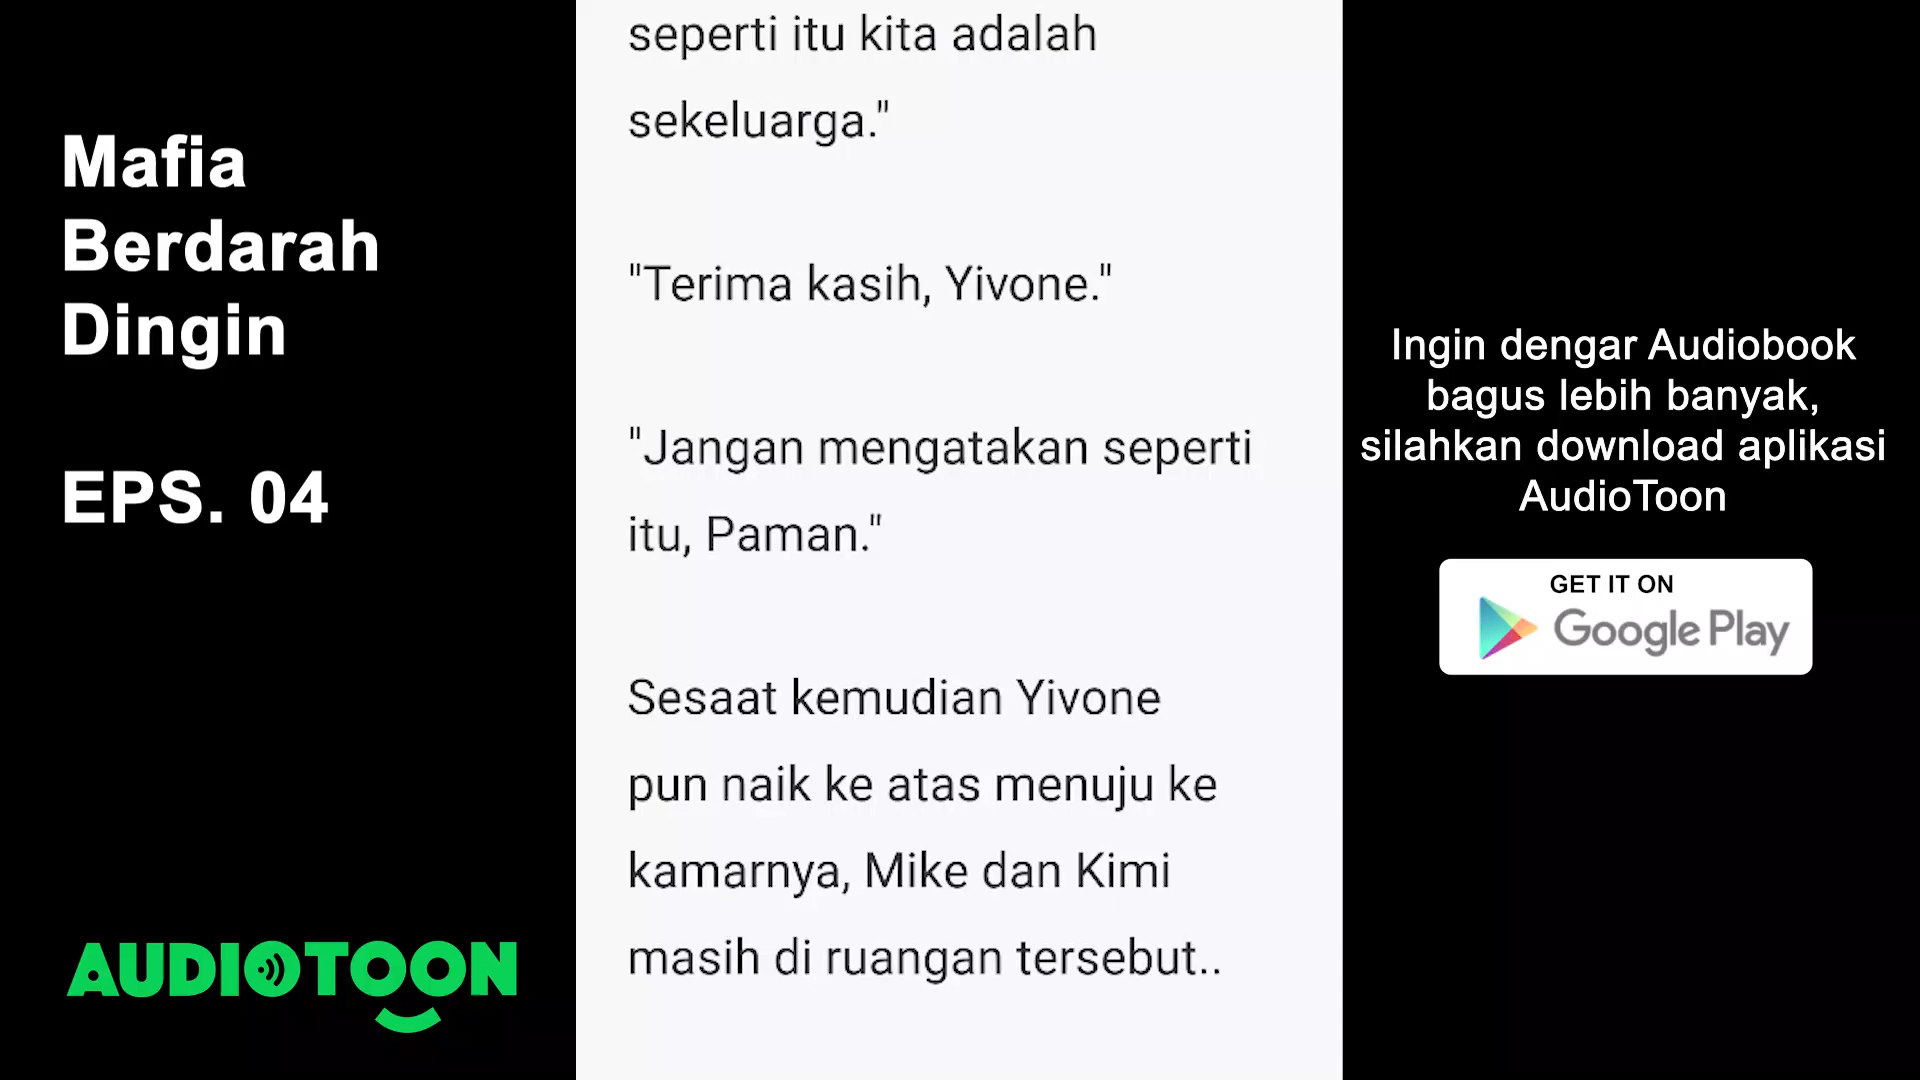 Mafia
Berdarah
Dingin
EPS. 04
AUDIOTOON
seperti itu kita adalah
sekeluarga."
"Terima kasih, Yivone."
"Jangan mengatakan seperti
itu, Paman."
Sesaat kemudian Yivone
pun naik ke atas menuju ke
kamarnya, Mike dan Kimi
masih di ruangan tersebut..
Ingin dengar Audiobook
bagus lebih banyak,
silahkan download aplikasi
AudioToon
GET IT ON
Google Play